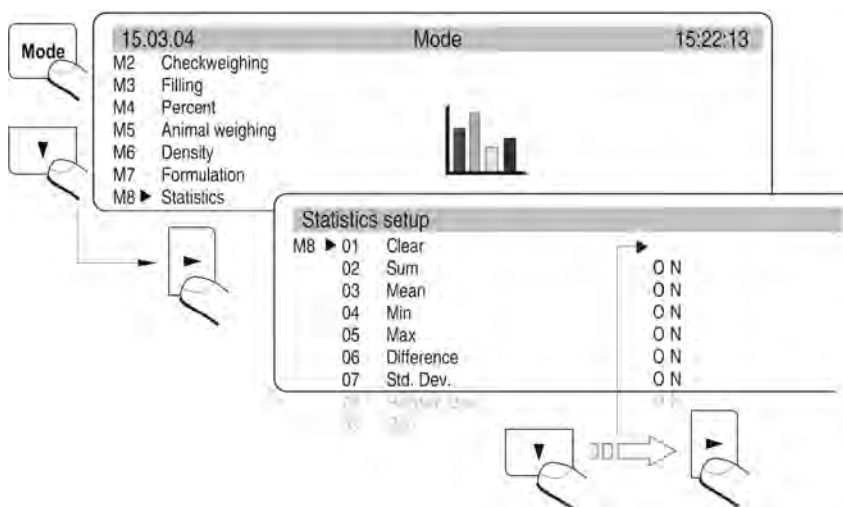 Mode
15.03.04 Mode 15:22:13
M2 Checkweighing
M3 Filling
M4 Percent
M5 Animal weighing
M6 Density
M7 Formulation
M8 Statistics
Statistics setup
M8 01 Clear
02 Sum O N
03 Mean O N
04 Min O N
05 Max O N
06 Difference O N
07 Std. Dev. O N